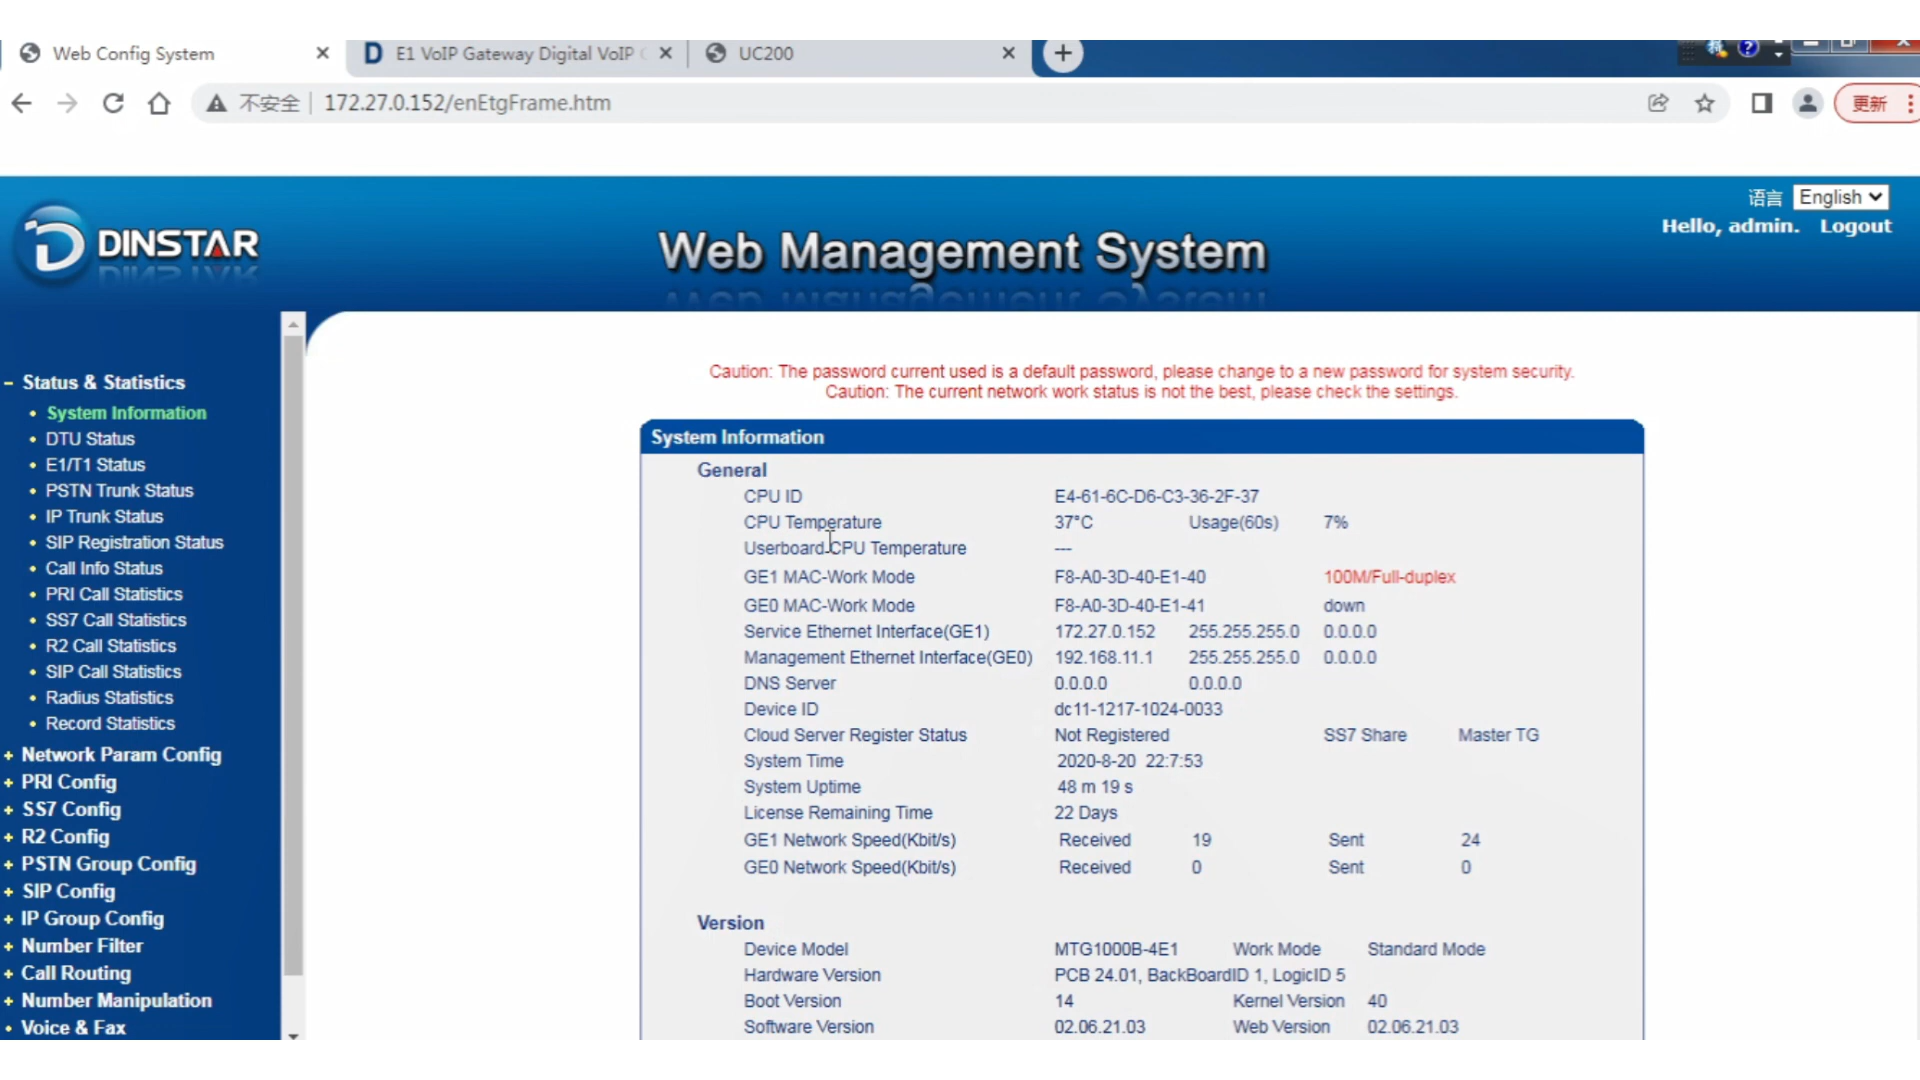 Web Config System
E1 VoIP Gateway Digital VoIP
UC200
不安全 172.27.0.152/enEtgFrame.htm
更新
DINSTAR
Web Management System
语言 English
Hello, admin. Logout
Status & Statistics
System Information
DTU Status
E1/T1 Status
PSTN Trunk Status
IP Trunk Status
SIP Registration Status
Call Info Status
PRI Call Statistics
SS7 Call Statistics
R2 Call Statistics
SIP Call Statistics
Radius Statistics
Record Statistics
Network Param Config
PRI Config
SS7 Config
R2 Config
PSTN Group Config
SIP Config
IP Group Config
Number Filter
Call Routing
Number Manipulation
Voice & Fax
Caution: The password current used is a default password, please change to a new password for system security.
Caution: The current network work status is not the best, please check the settings.
System Information
General
CPU ID E4-61-6C-D6-C3-36-2F-37
CPU Temperature 37°C Usage(60s) 7%
Userboard CPU Temperature ---
GE1 MAC-Work Mode F8-A0-3D-40-E1-40 100M/Full-duplex
GE0 MAC-Work Mode F8-A0-3D-40-E1-41 down
Service Ethernet Interface(GE1) 172.27.0.152 255.255.255.0 0.0.0.0
Management Ethernet Interface(GE0) 192.168.11.1 255.255.255.0 0.0.0.0
DNS Server 0.0.0.0 0.0.0.0
Device ID dc11-1217-1024-0033
Cloud Server Register Status Not Registered SS7 Share Master TG
System Time 2020-8-20 22:7:53
System Uptime 48 m 19 s
License Remaining Time 22 Days
GE1 Network Speed(Kbit/s) Received 19 Sent 24
GE0 Network Speed(Kbit/s) Received 0 Sent 0
Version
Device Model MTG1000B-4E1 Work Mode Standard Mode
Hardware Version PCB 24.01, BackBoardID 1, LogicID 5
Boot Version 14 Kernel Version 40
Software Version 02.06.21.03 Web Version 02.06.21.03